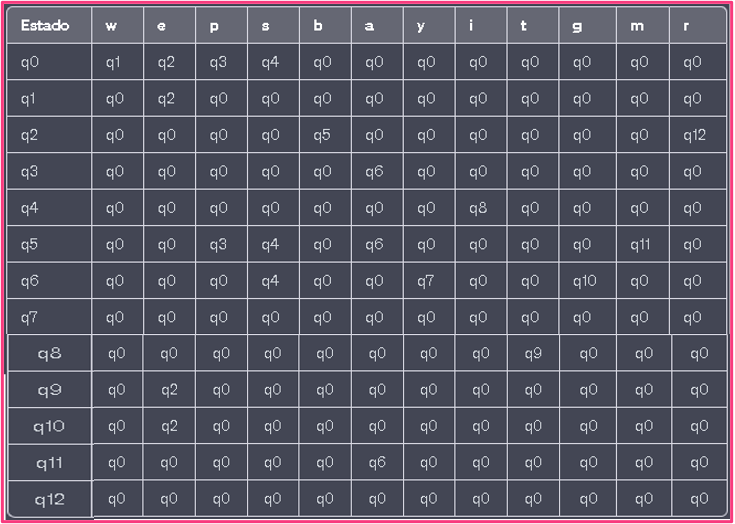 Estado w e p s b a y i t g m r
q0 q1 q2 q3 q4 q0 q0 q0 q0 q0 q0 q0 q0
q1 q0 q2 q0 q0 q0 q0 q0 q0 q0 q0 q0 q0
q2 q0 q0 q0 q0 q5 q0 q0 q0 q0 q0 q0 q12
q3 q0 q0 q0 q0 q0 q6 q0 q0 q0 q0 q0 q0
q4 q0 q0 q0 q0 q0 q0 q0 q8 q0 q0 q0 q0
q5 q0 q0 q3 q4 q0 q6 q0 q0 q0 q0 q11 q0
q6 q0 q0 q0 q4 q0 q0 q7 q0 q0 q10 q0 q0
q7 q0 q0 q0 q0 q0 q0 q0 q0 q0 q0 q0 q0
q8 q0 q0 q0 q0 q0 q0 q0 q0 q9 q0 q0 q0
q9 q0 q2 q0 q0 q0 q0 q0 q0 q0 q0 q0 q0
q10 q0 q2 q0 q0 q0 q0 q0 q0 q0 q0 q0 q0
q11 q0 q0 q0 q0 q0 q6 q0 q0 q0 q0 q0 q0
q12 q0 q0 q0 q0 q0 q0 q0 q0 q0 q0 q0 q0